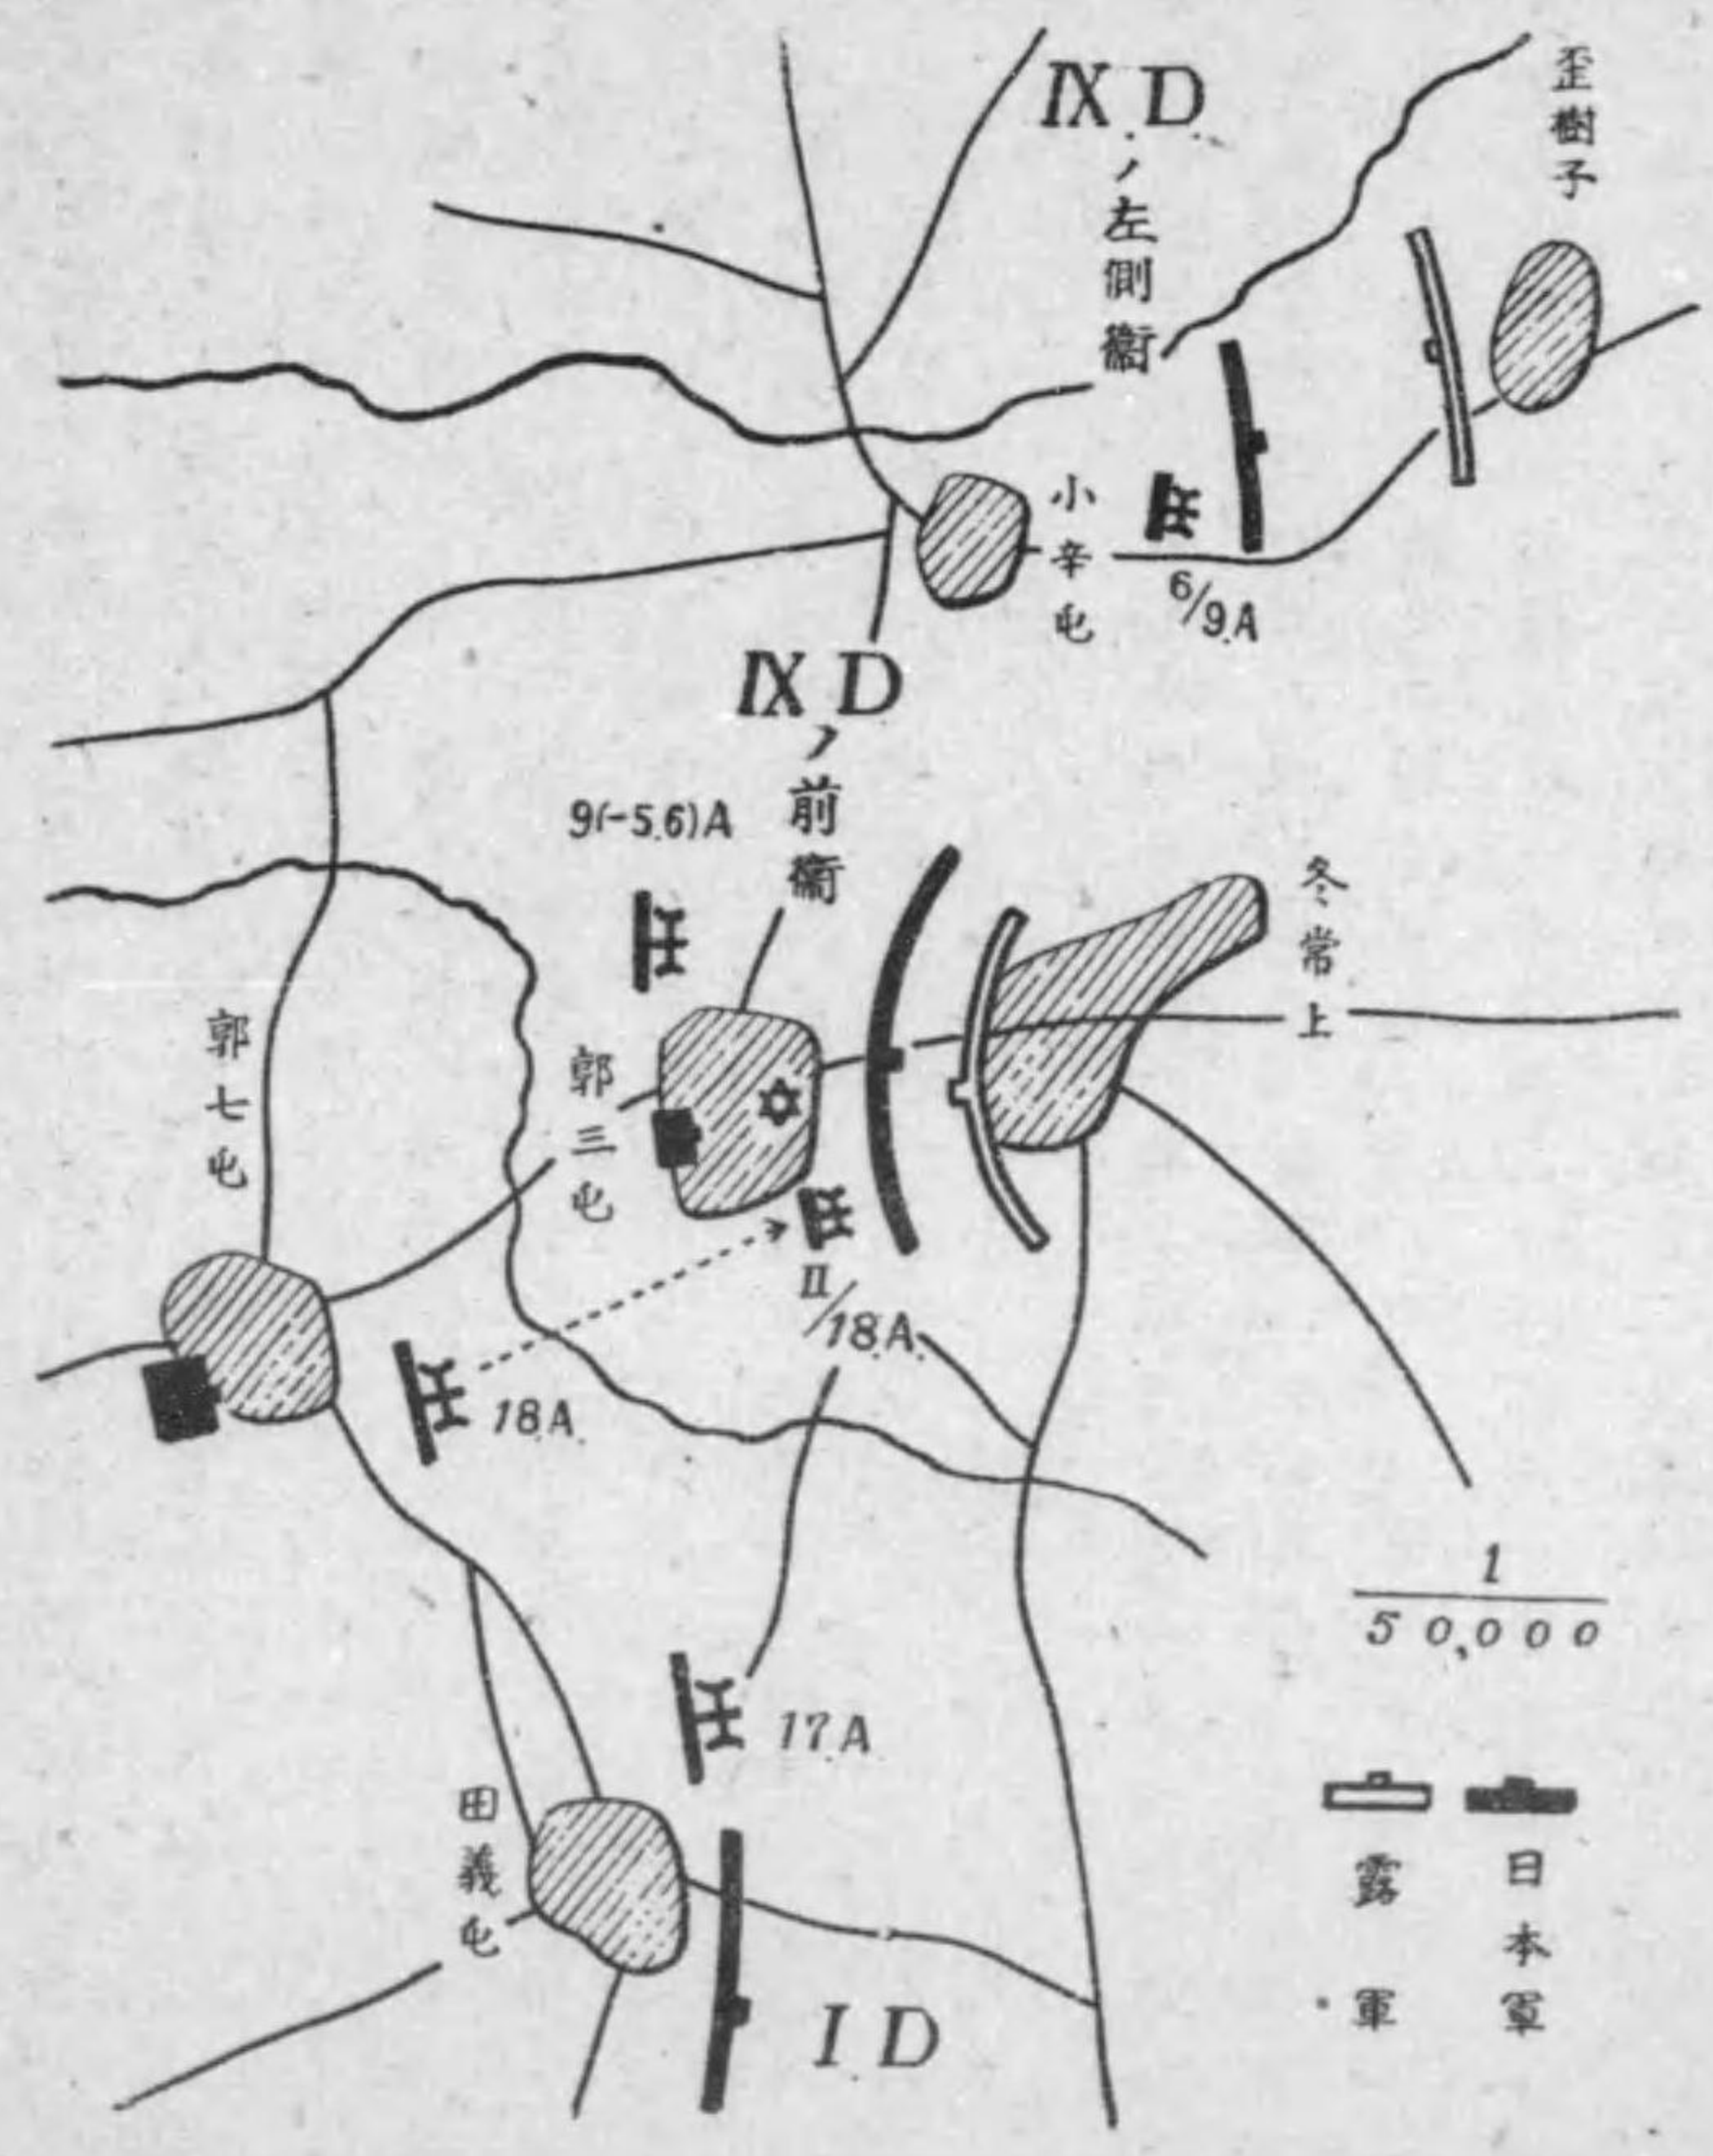 歪樹子
IX.D.
ノ左側衛
小辛屯
6/9.A
IX D
ノ前衛
9(-5.6)A
冬常上
郭七屯
郭三屯
II/18.A.
18.A.
1
50,000
17.A
田義屯
I.D
露軍
日本軍